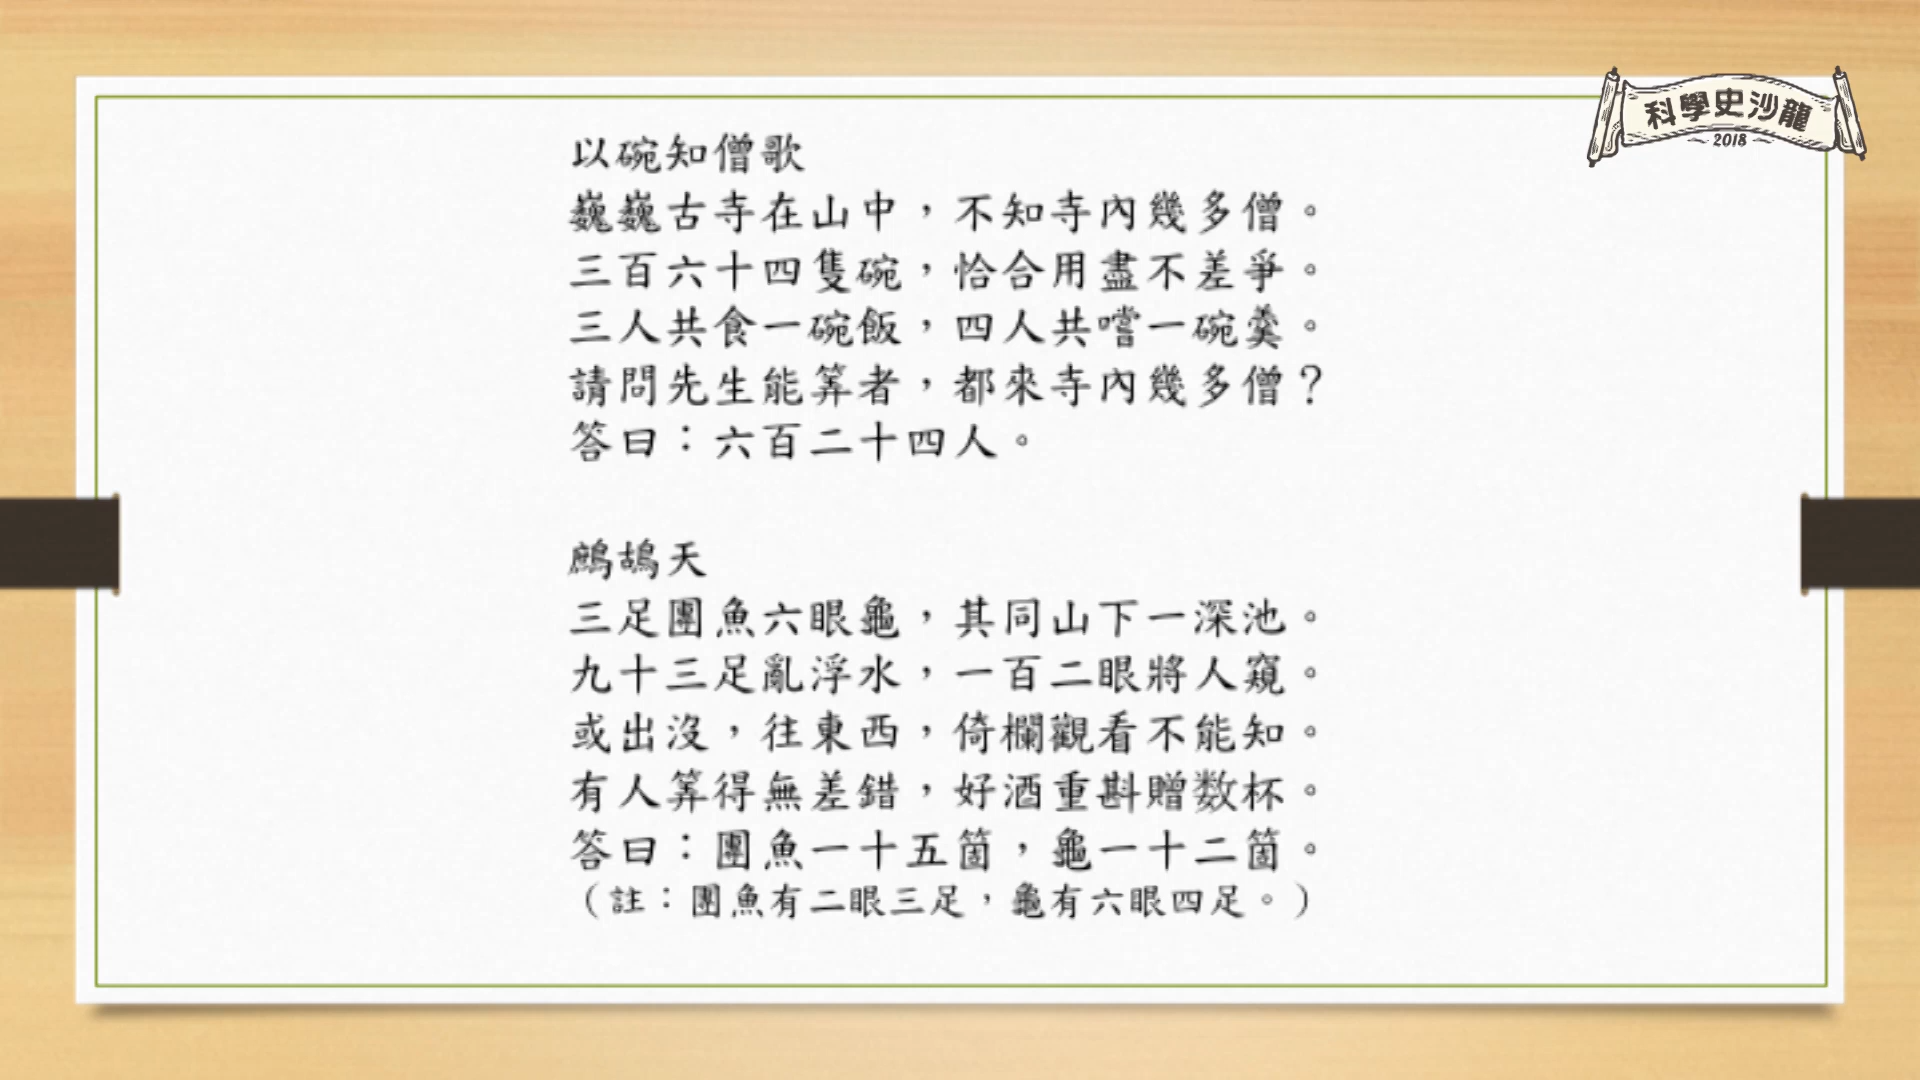 科學史沙龍
2018
以碗知僧歌
巍巍古寺在山中，不知寺內幾多僧。
三百六十四隻碗，恰合用盡不差爭。
三人共食一碗飯，四人共嚐一碗羹。
請問先生能筭者，都來寺內幾多僧？
答曰：六百二十四人。
鷓鴣天
三足團魚六眼龜，其同山下一深池。
九十三足亂浮水，一百二眼將人窺。
或出沒，往東西，倚欄觀看不能知。
有人筭得無差錯，好酒重斟贈数杯。
答曰：團魚一十五箇，龜一十二箇。
（註：團魚有二眼三足，龜有六眼四足。）